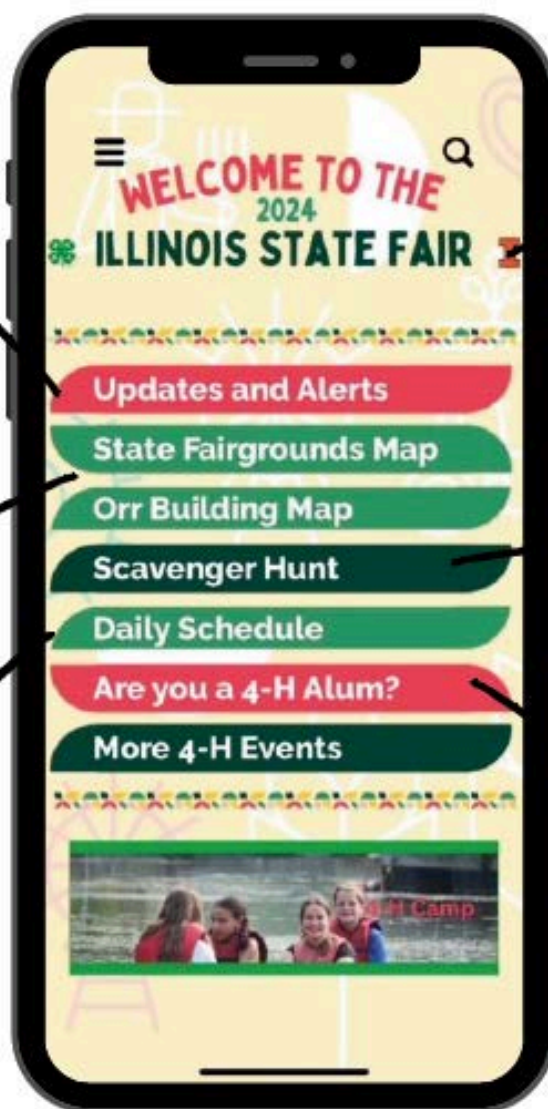 WELCOME TO THE
2024
ILLINOIS STATE FAIR
Updates and Alerts
State Fairgrounds Map
Orr Building Map
Scavenger Hunt
Daily Schedule
Are you a 4-H Alum?
More 4-H Events
4-H Camp